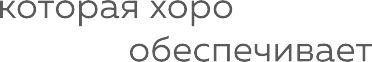 которая хоро
обеспечивает